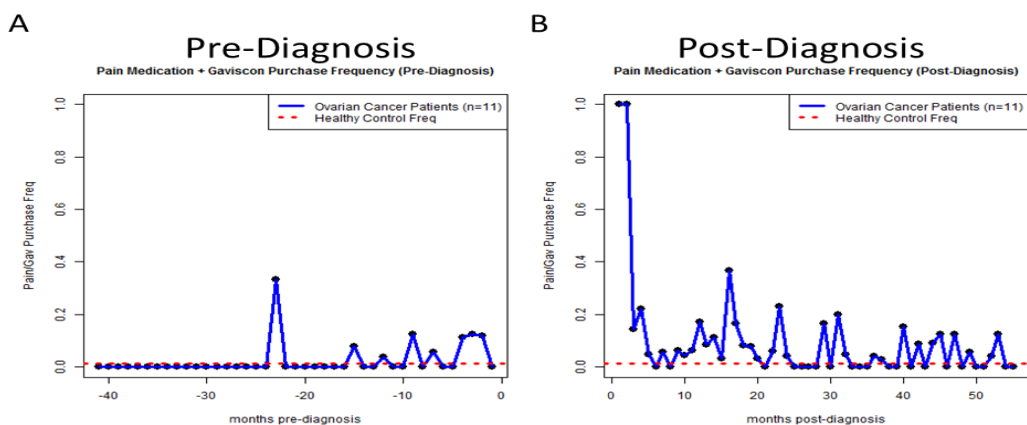 A
Pre-Diagnosis
Pain Medication + Gaviscon Purchase Frequency (Pre-Diagnosis)
Ovarian Cancer Patients (n=11)
Healthy Control Freq
Pain/Gav Purchase Freq
1.0
0.8
0.6
0.4
0.2
0.0
-40 -30 -20 -10 0
months pre-diagnosis
B
Post-Diagnosis
Pain Medication + Gaviscon Purchase Frequency (Post-Diagnosis)
Ovarian Cancer Patients (n=11)
Healthy Control Freq
Pain/Gav Purchase Freq
1.0
0.8
0.6
0.4
0.2
0.0
0 10 20 30 40 50
months post-diagnosis